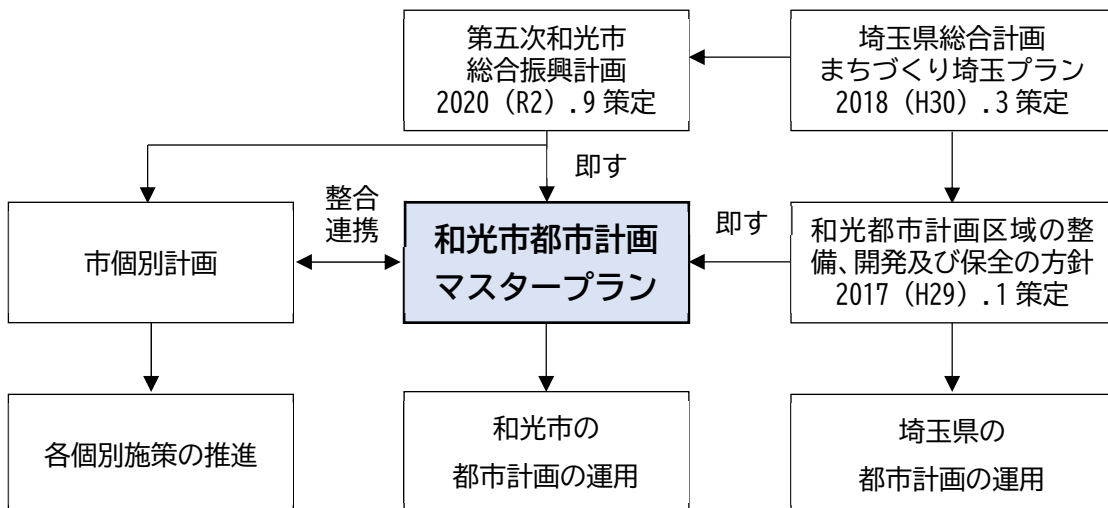 第五次和光市
総合振興計画
2020（R2）.9 策定
埼玉県総合計画
まちづくり埼玉プラン
2018（H30）.3 策定
即す
整合
連携
市個別計画
和光市都市計画
マスタープラン
即す
和光都市計画区域の整
備、開発及び保全の方針
2017（H29）.1 策定
各個別施策の推進
和光市の
都市計画の運用
埼玉県の
都市計画の運用